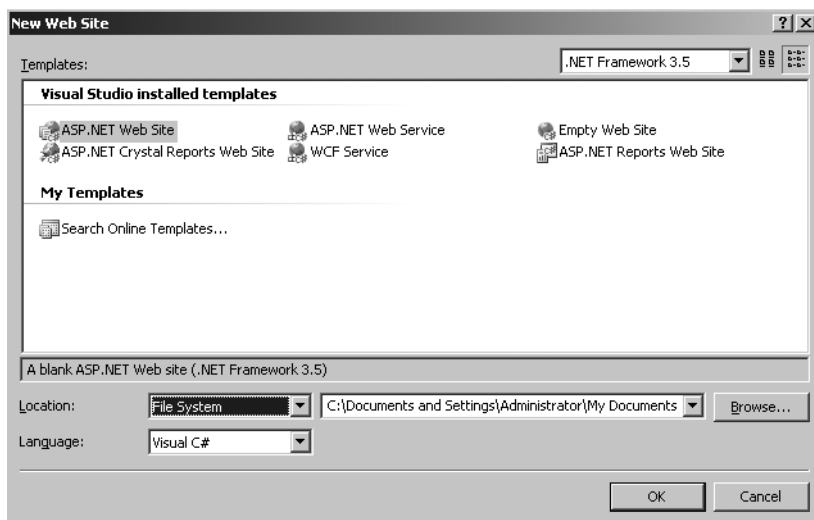 New Web Site
Templates:
.NET Framework 3.5
Visual Studio installed templates
ASP.NET Web Site
ASP.NET Web Service
Empty Web Site
ASP.NET Crystal Reports Web Site
WCF Service
ASP.NET Reports Web Site
My Templates
Search Online Templates...
A blank ASP.NET Web site (.NET Framework 3.5)
Location:
File System
C:\Documents and Settings\Administrator\My Documents
Browse...
Language:
Visual C#
OK
Cancel